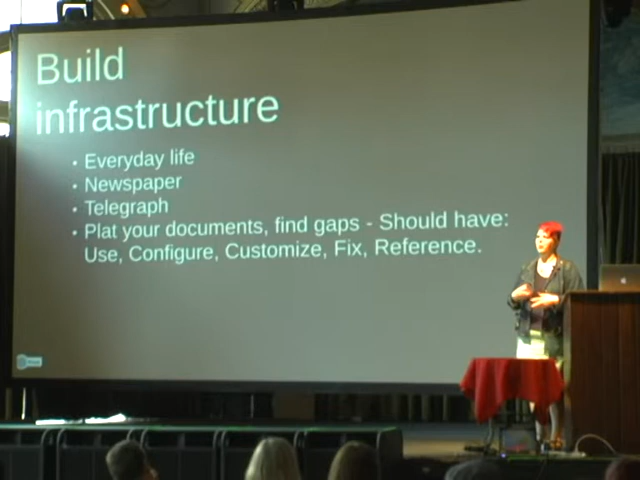 Build
infrastructure
• Everyday life
• Newspaper
• Telegraph
• Plat your documents, find gaps - Should have:
Use, Configure, Customize, Fix, Reference.